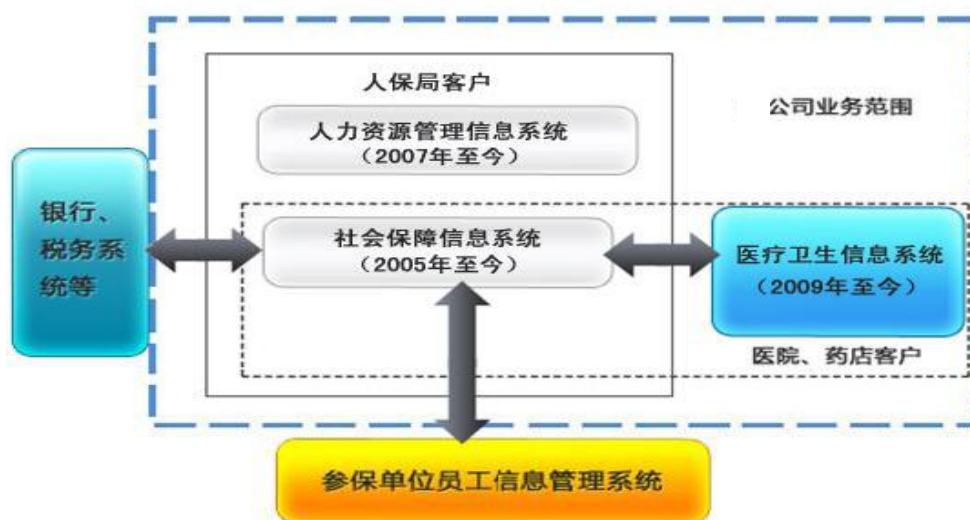 人保局客户
公司业务范围
人力资源管理信息系统
（2007年至今）
银行、
税务系
统等
社会保障信息系统
（2005年至今）
医疗卫生信息系统
（2009年至今）
医院、药店客户
参保单位员工信息管理系统